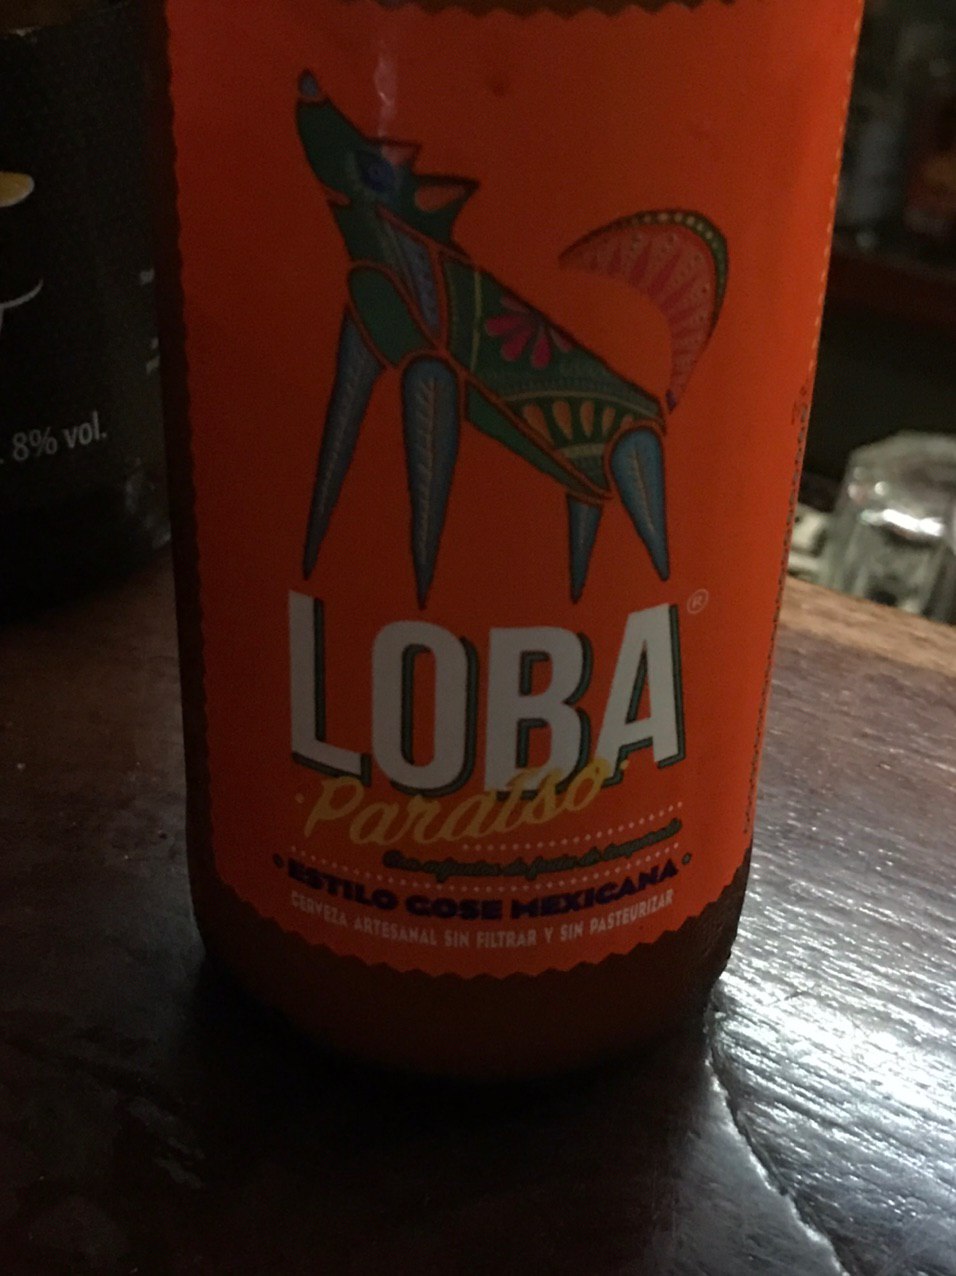 8% vol.
LOBA®
·Paraíso·
•ESTILO GOSE MEXICANA•
CERVEZA ARTESANAL SIN FILTRAR Y SIN PASTEURIZAR